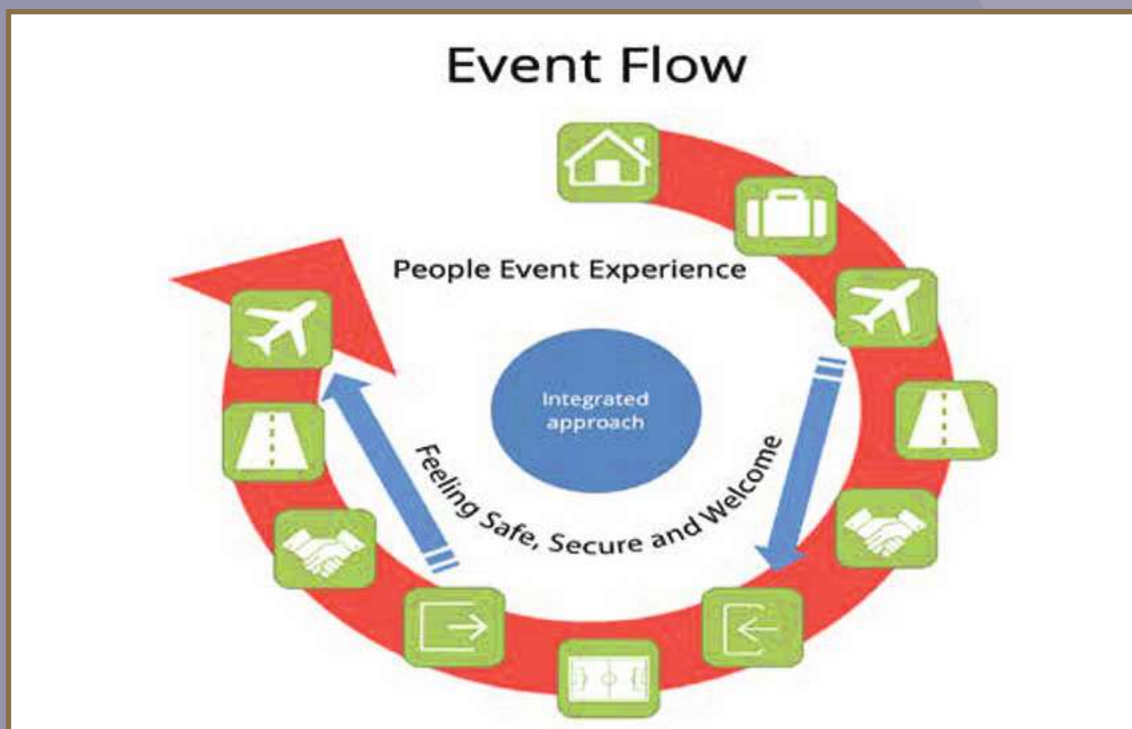 Event Flow
People Event Experience
Integrated
approach
Feeling Safe, Secure and Welcome